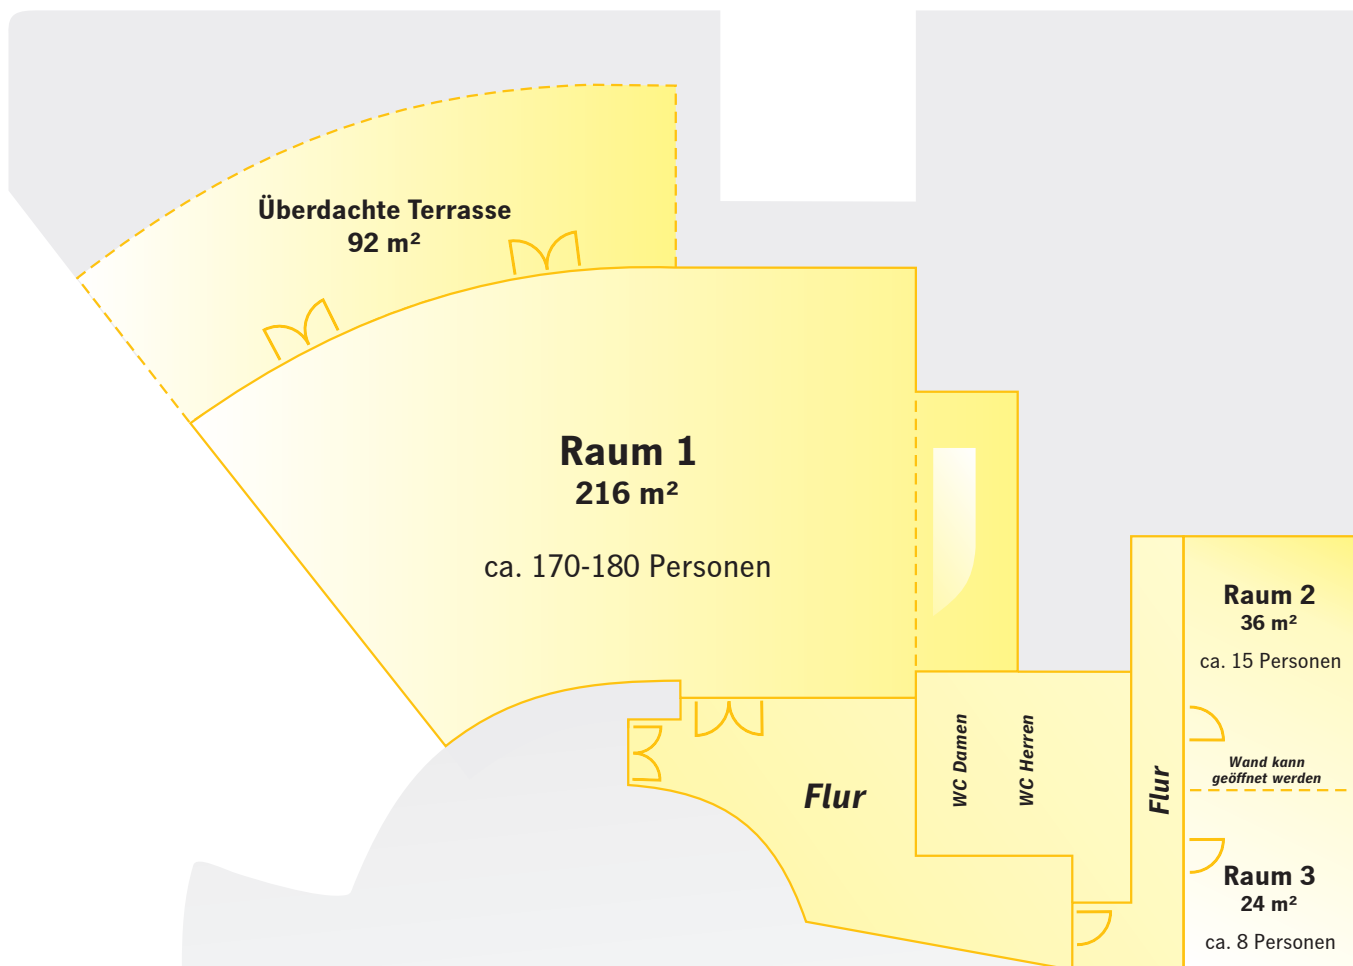 Überdachte Terrasse
92 m²
Raum 1
216 m²
ca. 170-180 Personen
Raum 2
36 m²
ca. 15 Personen
WC Damen
WC Herren
Flur
Flur
Wand kann
geöffnet werden
Raum 3
24 m²
ca. 8 Personen